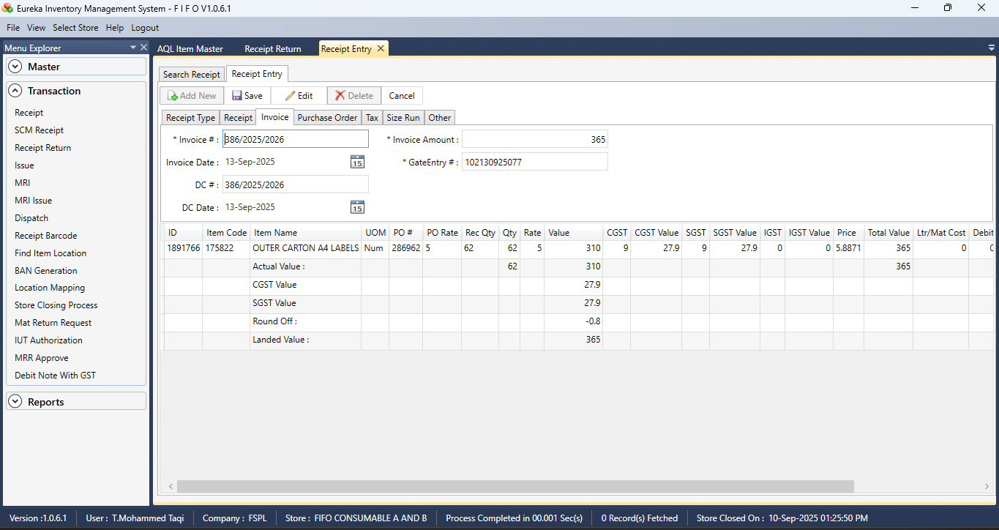 Eureka Inventory Management System - F I F O V1.0.6.1
File View Select Store Help Logout
Menu Explorer
AQL Item Master Receipt Return Receipt Entry
Master
Transaction
Receipt
SCM Receipt
Receipt Return
Issue
MRI
MRI Issue
Dispatch
Receipt Barcode
Find Item Location
BAN Generation
Location Mapping
Store Closing Process
Mat Return Request
IUT Authorization
MRR Approve
Debit Note With GST
Reports
Search Receipt Receipt Entry
Add New Save Edit Delete Cancel
Receipt Type Receipt Invoice Purchase Order Tax Size Run Other
* Invoice # : 386/2025/2026 * Invoice Amount : 365
Invoice Date : 13-Sep-2025 15 * GateEntry # : 102130925077
DC # : 386/2025/2026
DC Date : 13-Sep-2025 15
ID Item Code Item Name UOM PO # PO Rate Rec Qty Qty Rate Value CGST CGST Value SGST SGST Value IGST IGST Value Price Total Value Ltr/Mat Cost Debit
1891766 175822 OUTER CARTON A4 LABELS Num 286962 5 62 62 5 310 9 27.9 9 27.9 0 0 5.8871 365 0 0
Actual Value : 62 310 365
CGST Value 27.9
SGST Value 27.9
Round Off : -0.8
Landed Value : 365
Version :1.0.6.1 User : T.Mohammed Taqi Company : FSPL Store : FIFO CONSUMABLE A AND B Process Completed in 00.001 Sec(s) 0 Record(s) Fetched Store Closed On : 10-Sep-2025 01:25:50 PM